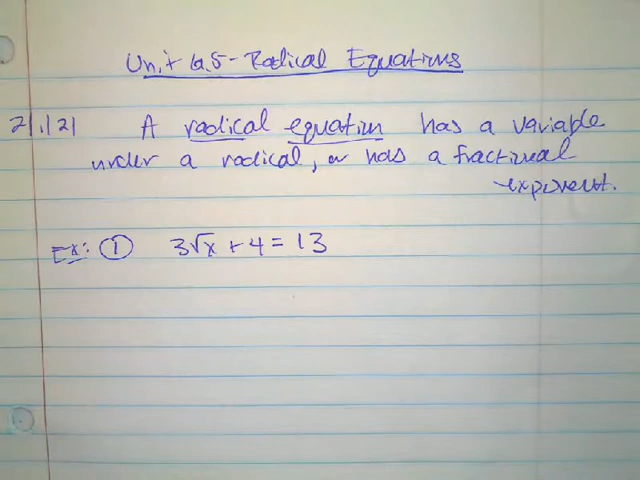 Unit 6.5 - Radical Equations
2/1/21 A radical equation has a variable
under a radical, or has a fractional
exponent.
Ex: ① 3√x + 4 = 13